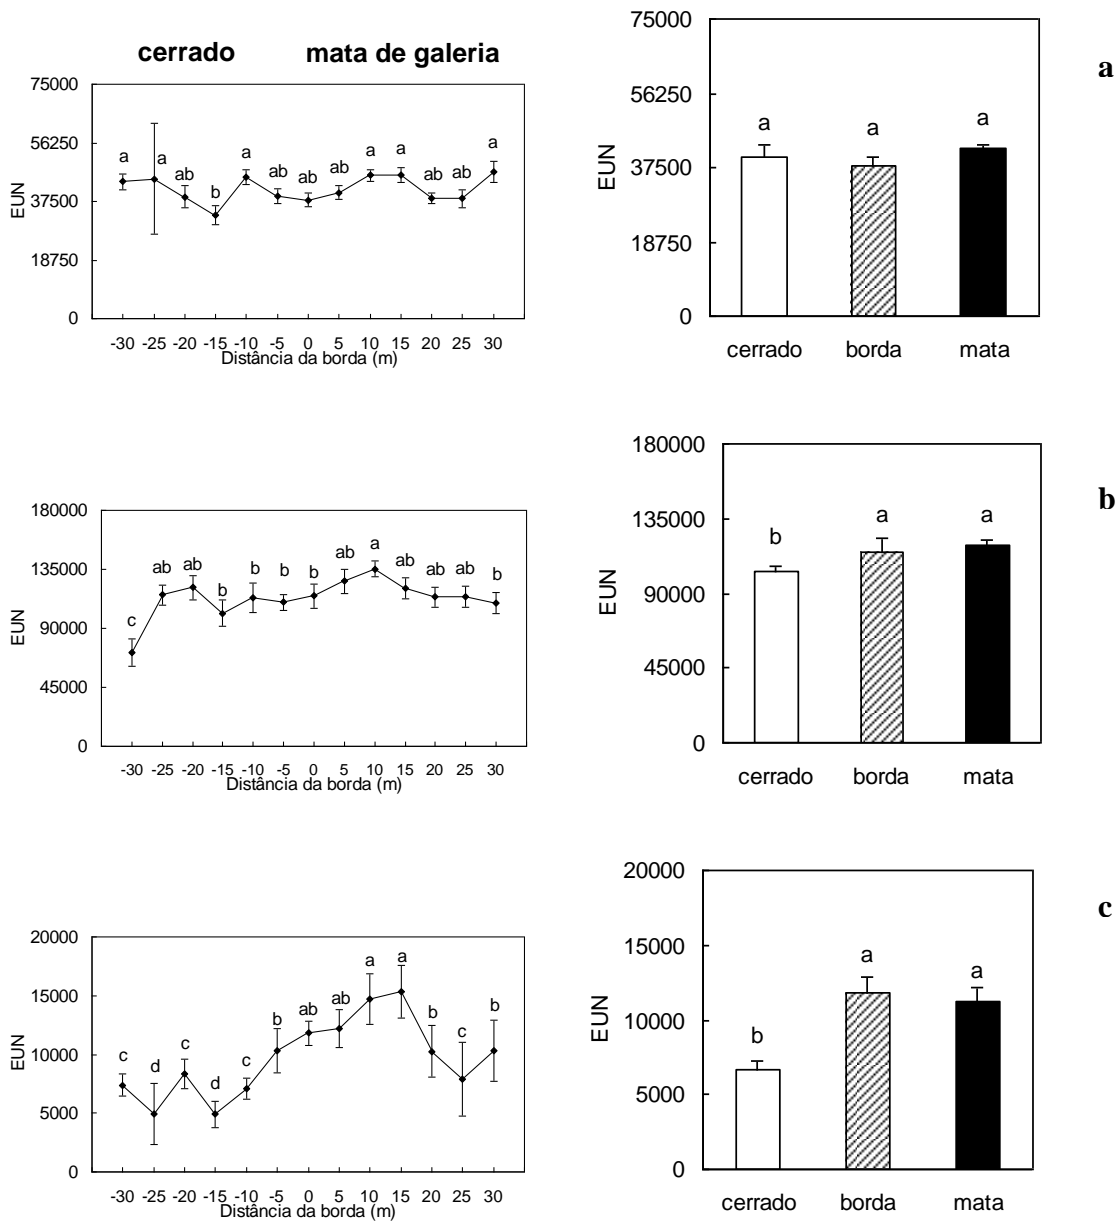 cerrado mata de galeria
75000
56250
37500
18750
0
EUN
a a ab b a ab ab ab a a ab ab a
-30 -25 -20 -15 -10 -5 0 5 10 15 20 25 30
Distância da borda (m)
75000
56250
37500
18750
0
EUN
a a a
cerrado borda mata
a
180000
135000
90000
45000
0
EUN
c ab ab b b b b ab a ab ab ab b
-30 -25 -20 -15 -10 -5 0 5 10 15 20 25 30
Distância da borda (m)
180000
135000
90000
45000
0
EUN
b a a
cerrado borda mata
b
20000
15000
10000
5000
0
EUN
c d c d c b ab ab a a b c b
-30 -25 -20 -15 -10 -5 0 5 10 15 20 25 30
Distância da borda (m)
20000
15000
10000
5000
0
EUN
b a a
cerrado borda mata
c